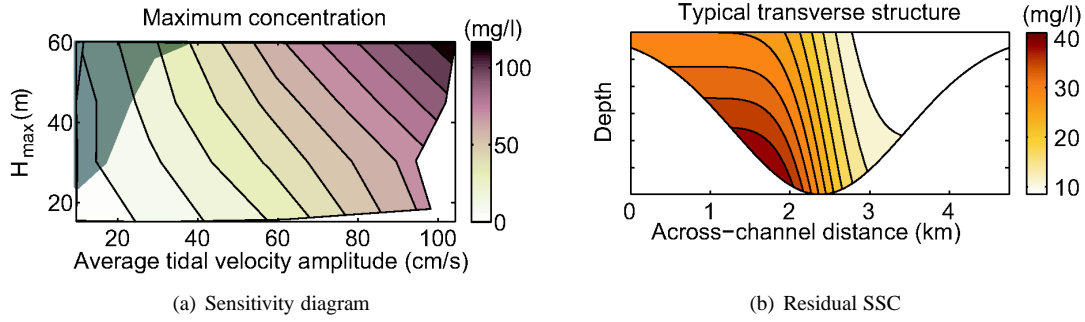 Maximum concentration
(mg/l)
60
40
20
H_max (m)
100
50
0
20 40 60 80 100
Average tidal velocity amplitude (cm/s)
(a) Sensitivity diagram
Typical transverse structure
(mg/l)
Depth
40
30
20
10
0 1 2 3 4
Across−channel distance (km)
(b) Residual SSC